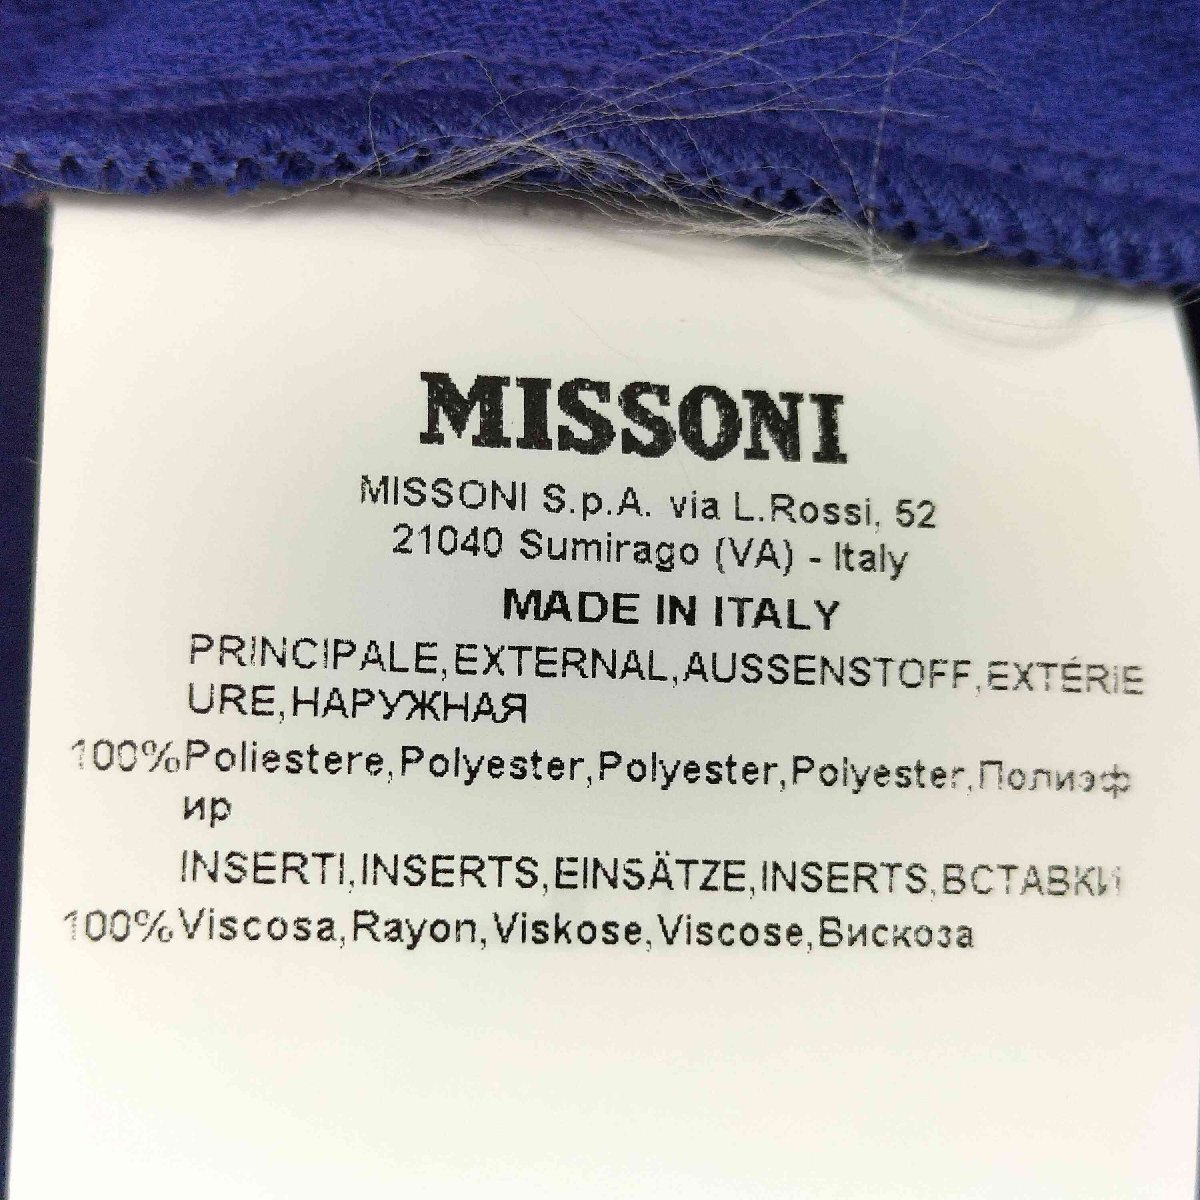 MISSONI
MISSONI S.p.A. via L.Rossi, 52
21040 Sumirago (VA) - Italy
MADE IN ITALY
PRINCIPALE,EXTERNAL,AUSSENSTOFF,EXTÉRIE
URE,НАРУЖНАЯ
100%Poliestere,Polyester,Polyester,Polyester,Полиэф
ир
INSERTI,INSERTS,EINSÄTZE,INSERTS,ВСТАВКИ
100%Viscosa,Rayon,Viskose,Viscose,Вискоза